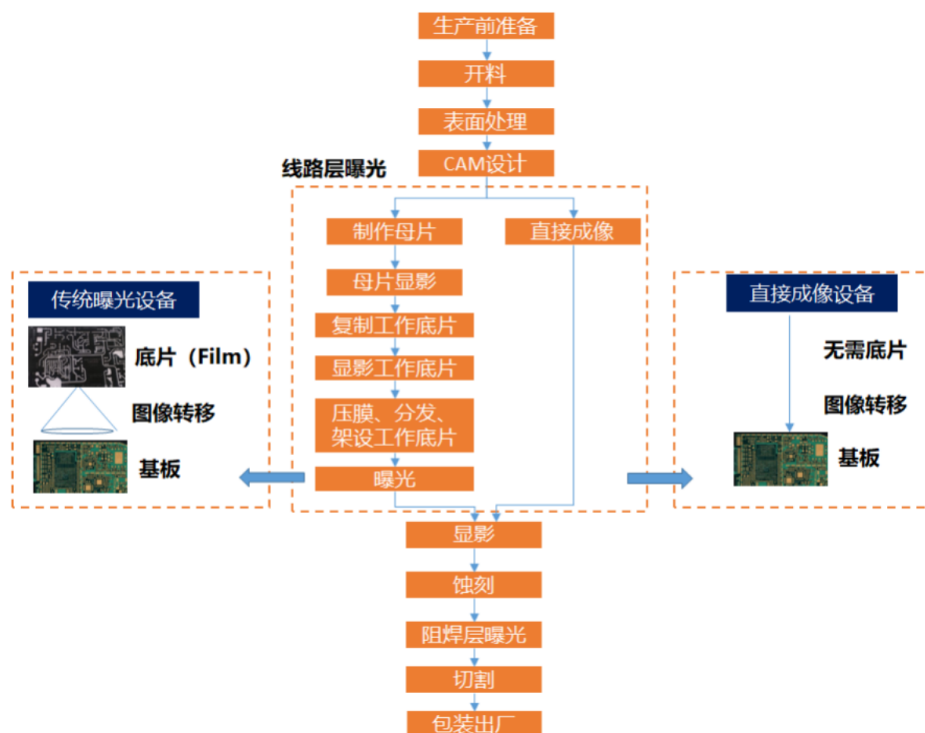 生产前准备
开料
表面处理
CAM设计
线路层曝光
制作母片
直接成像
母片显影
复制工作底片
显影工作底片
压膜、分发、
架设工作底片
曝光
传统曝光设备
底片（Film）
图像转移
基板
直接成像设备
无需底片
图像转移
基板
显影
蚀刻
阻焊层曝光
切割
包装出厂